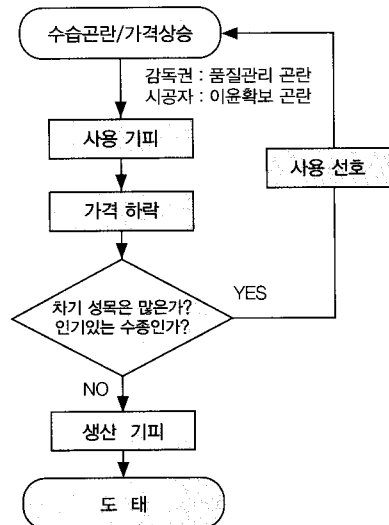 수습곤란/가격상승
감독권 : 품질관리 곤란
시공자 : 이윤확보 곤란
사용 기피
사용 선호
가격 하락
차기 성목은 많은가?
인기있는 수종인가?
YES
NO
생산 기피
도 태